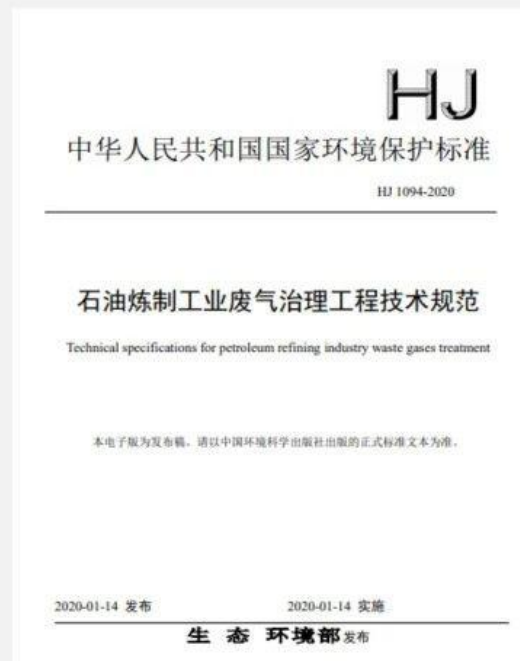 HJ
中华人民共和国国家环境保护标准
HJ 1094-2020
石油炼制工业废气治理工程技术规范
Technical specifications for petroleum refining industry waste gases treatment
本电子版为发布稿。请以中国环境科学出版社出版的正式标准文本为准。
2020-01-14 发布 2020-01-14 实施
生 态 环境部发布